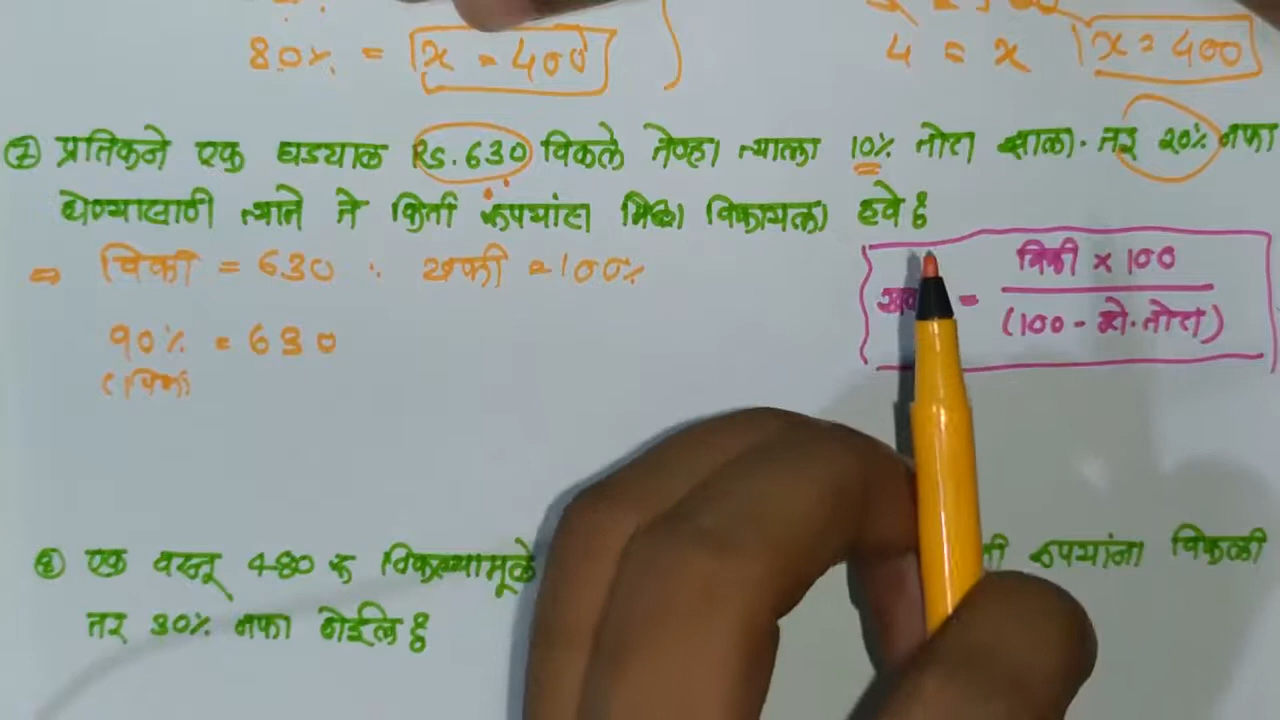 80% = x = 400
4 = x x = 400
⑦ प्रतिकने एक घड्याळ Rs.630 विकले तेव्हा त्याला 10% तोटा झाला. तर 20% नफा
घेण्यासाठी त्याने ते किती रुपयांस विकायला हवे?
⇒ विक्री = 630 : खरेदी = 100%
विक्री × 100
= (100 - शे. तोटा)
90% = 630
(विक्री)
⑧ एक वस्तू 480 रु विकल्यामूळे रुपयांना विकली
तर 30% नफा होईल?